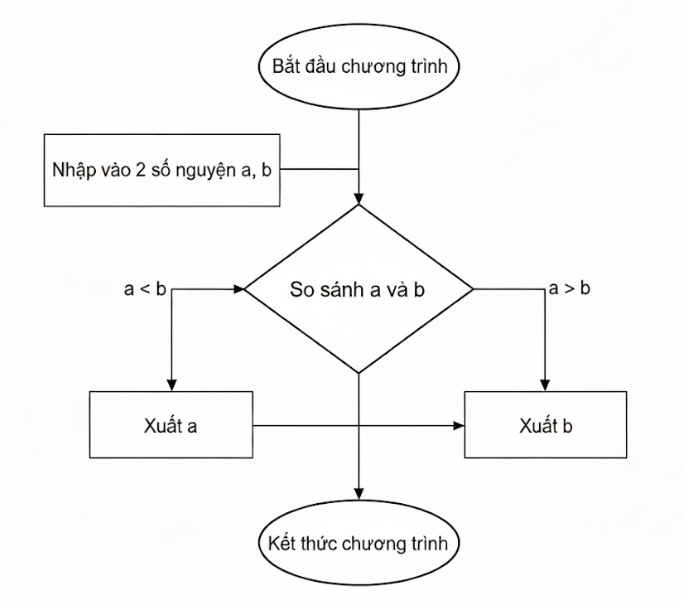 Bắt đầu chương trình
Nhập vào 2 số nguyện a, b
So sánh a và b
a < b
a > b
Xuất a
Xuất b
Kết thức chương trình